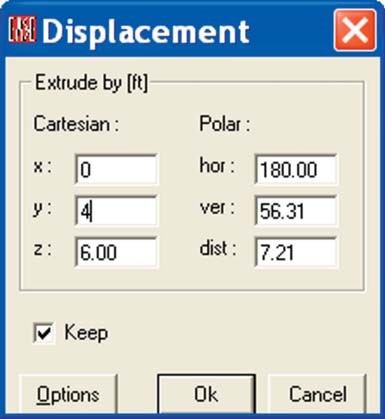 Displacement
Extrude by [ft]
Cartesian : Polar :
x : 0 hor : 180.00
y : 4 ver : 56.31
z : 6.00 dist : 7.21
Keep
Options Ok Cancel